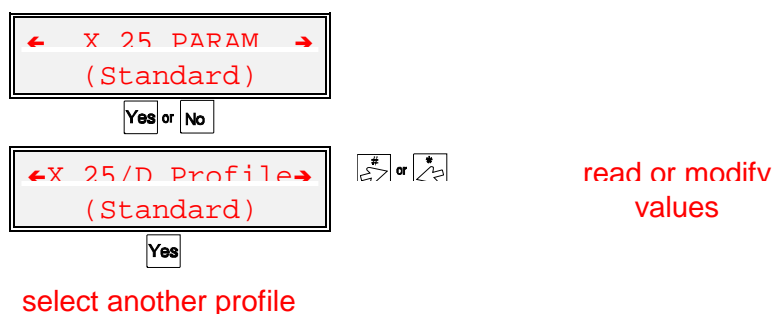 ← X 25 PARAM →
(Standard)
Yes or No
←X 25/D Profile→
(Standard)
# or *
read or modify
values
Yes
select another profile